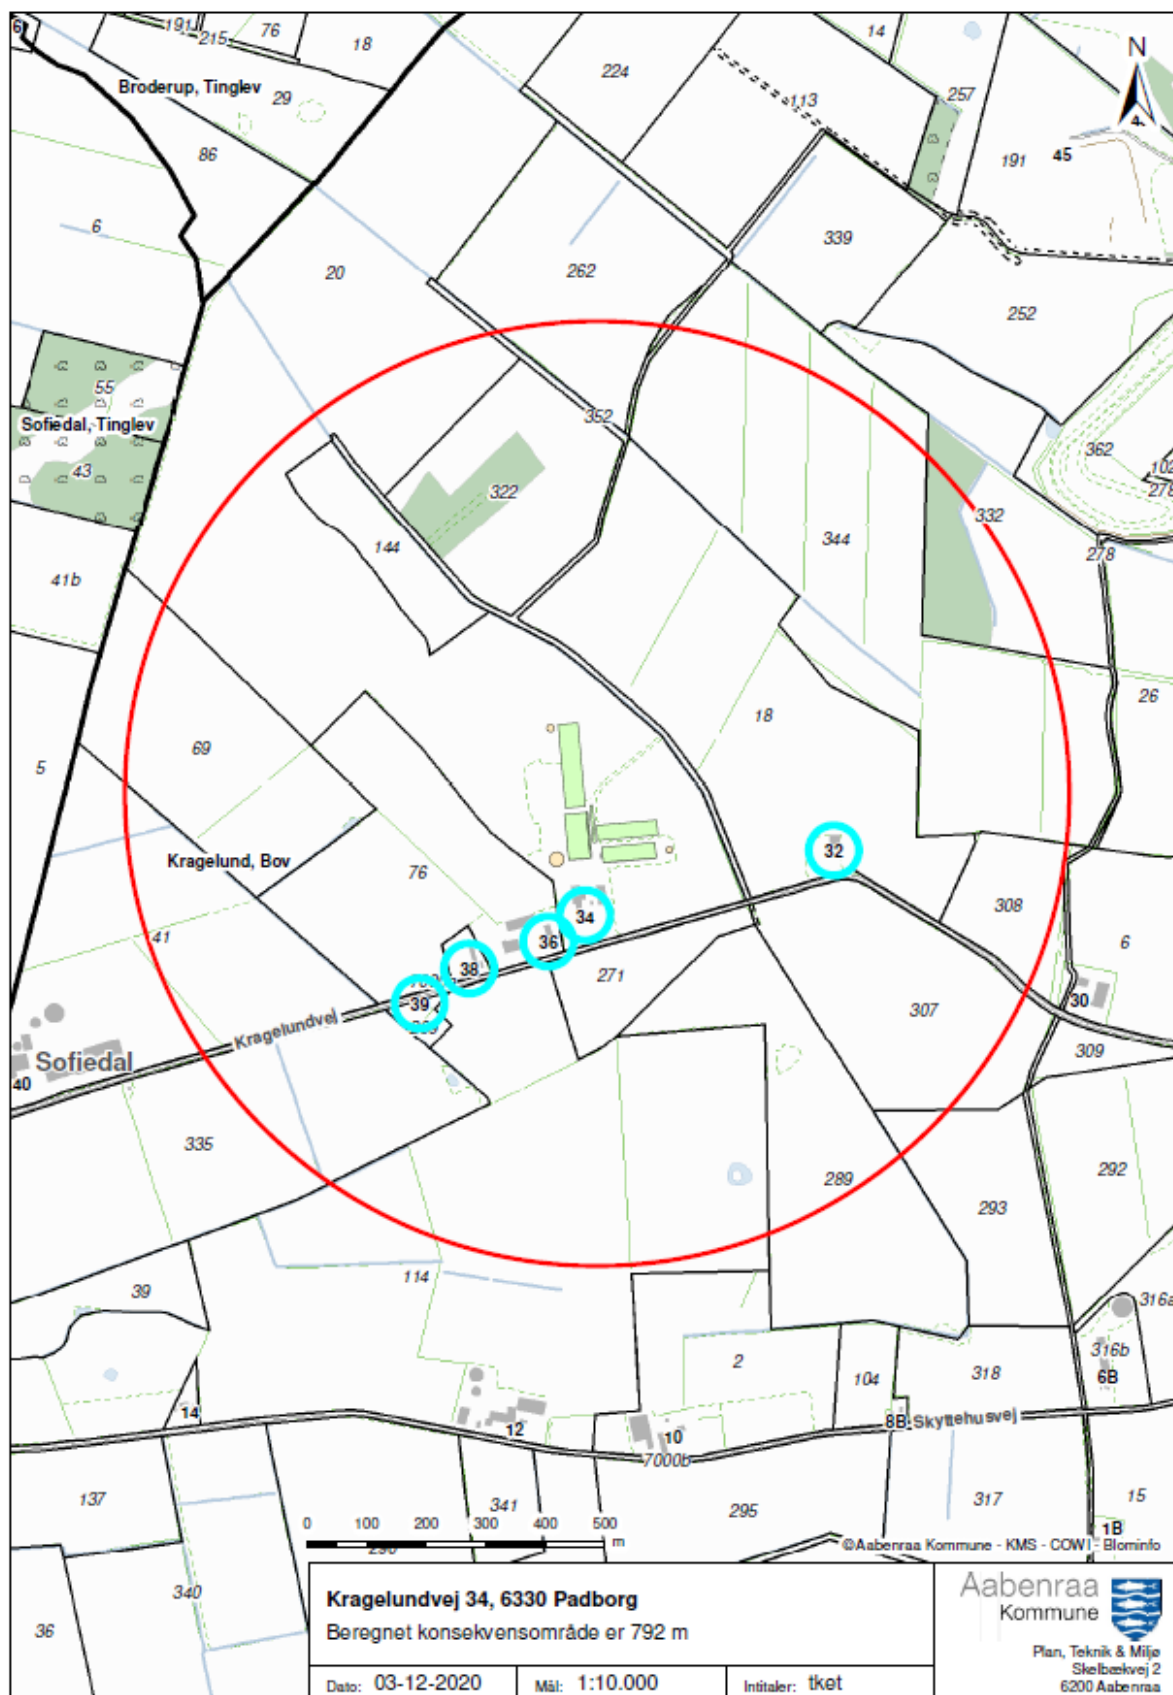 6
191
215
76
18
14
N
Broderup, Tinglev
224
257
29
113
4
86
45
191
6
339
20
262
252
55
352
Sofiedal, Tinglev
362
43
322
102
279
332
144
344
278
41b
26
18
69
5
32
Kragelund, Bov
76
308
34
41
36
6
38
271
39
30
307
Kragelundvej
Sofiedal
309
40
335
292
289
293
114
39
316a
2
316b
318
104
6B
14
12
10
8B
Skyttehusvej
7000b
137
341
295
317
15
0 100 200 300 400 500
m
1B
©Aabenraa Kommune - KMS - COWI - Blominfo
340
36
Kragelundvej 34, 6330 Padborg
Beregnet konsekvensområde er 792 m
Dato: 03-12-2020
Mål: 1:10.000
Intitaler: tket
Aabenraa
Kommune
Plan, Teknik & Miljø
Skelbækvej 2
6200 Aabenraa